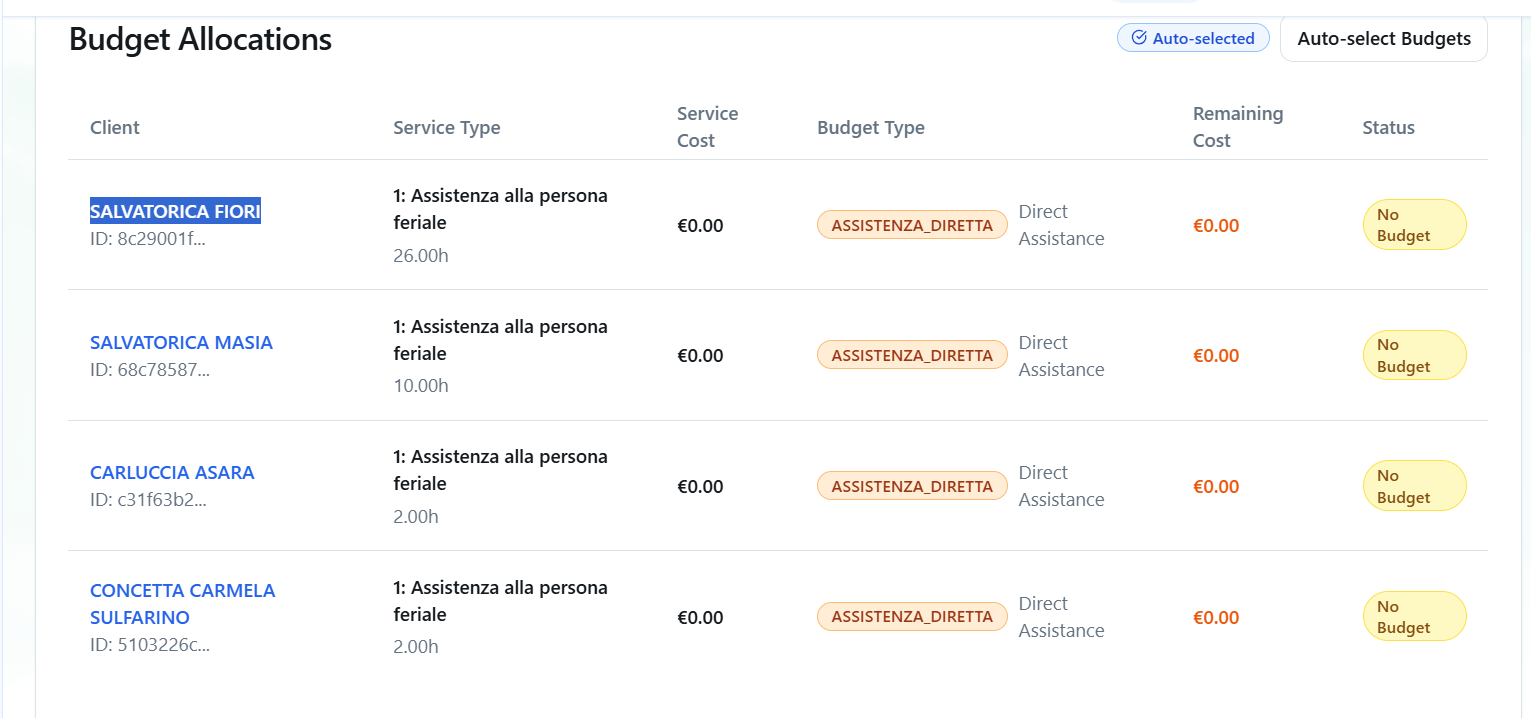 Budget Allocations
Auto-selected
Auto-select Budgets
Client
Service Type
Service
Cost
Budget Type
Remaining
Cost
Status
SALVATORICA FIORI
ID: 8c29001f...
1: Assistenza alla persona
feriale
26.00h
€0.00
ASSISTENZA_DIRETTA
Direct
Assistance
€0.00
No
Budget
SALVATORICA MASIA
ID: 68c78587...
1: Assistenza alla persona
feriale
10.00h
€0.00
ASSISTENZA_DIRETTA
Direct
Assistance
€0.00
No
Budget
CARLUCCIA ASARA
ID: c31f63b2...
1: Assistenza alla persona
feriale
2.00h
€0.00
ASSISTENZA_DIRETTA
Direct
Assistance
€0.00
No
Budget
CONCETTA CARMELA
SULFARINO
ID: 5103226c...
1: Assistenza alla persona
feriale
2.00h
€0.00
ASSISTENZA_DIRETTA
Direct
Assistance
€0.00
No
Budget